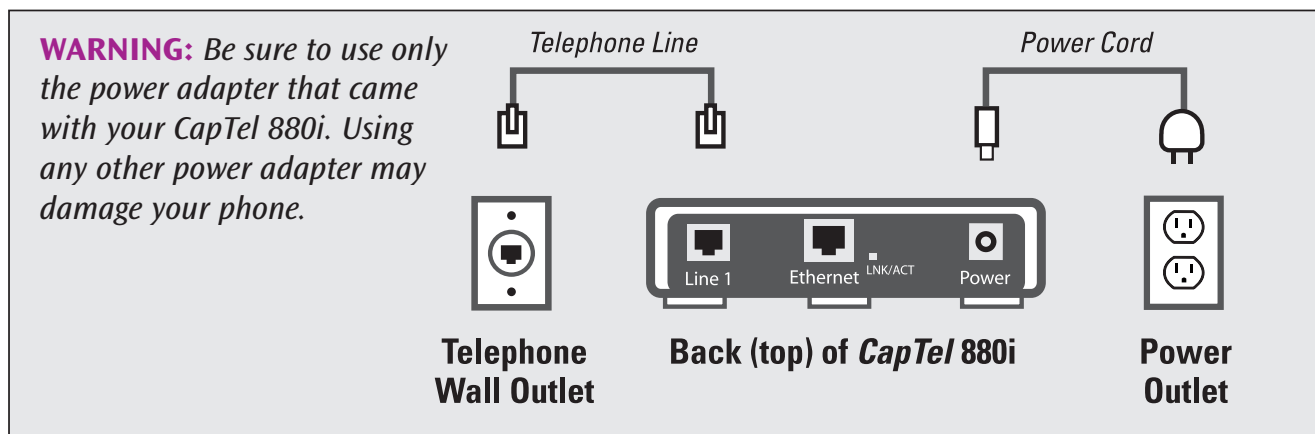 WARNING: Be sure to use only
the power adapter that came
with your CapTel 880i. Using
any other power adapter may
damage your phone.
Telephone Line
Power Cord
Line 1
Ethernet
LNK/ACT
Power
Telephone
Wall Outlet
Back (top) of CapTel 880i
Power
Outlet